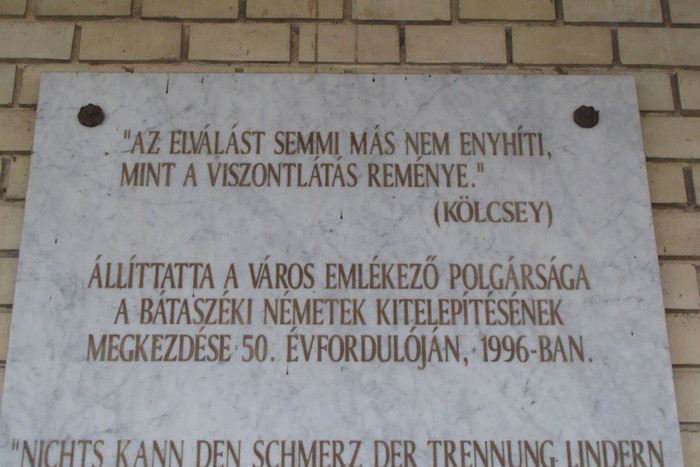 "AZ ELVÁLÁST SEMMI MÁS NEM ENYHÍTI,
MINT A VISZONTLÁTÁS REMÉNYE."
(KÖLCSEY)
ÁLLÍTTATTA A VÁROS EMLÉKEZŐ POLGÁRSÁGA
A BÁTASZÉKI NÉMETEK KITELEPÍTÉSÉNEK
MEGKEZDÉSE 50. ÉVFORDULÓJÁN, 1996-BAN.
"NICHTS KANN DEN SCHMERZ DER TRENNUNG LINDERN